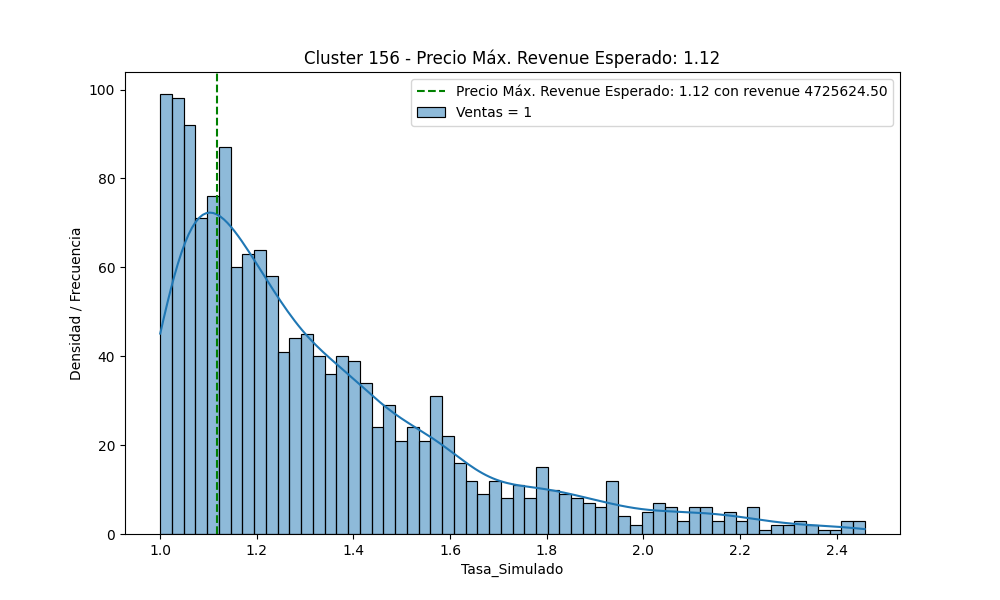 Cluster 156 - Precio Máx. Revenue Esperado: 1.12
Precio Máx. Revenue Esperado: 1.12 con revenue 4725624.50
Ventas = 1
100
80
60
40
20
0
Densidad / Frecuencia
1.0 1.2 1.4 1.6 1.8 2.0 2.2 2.4
Tasa_Simulado